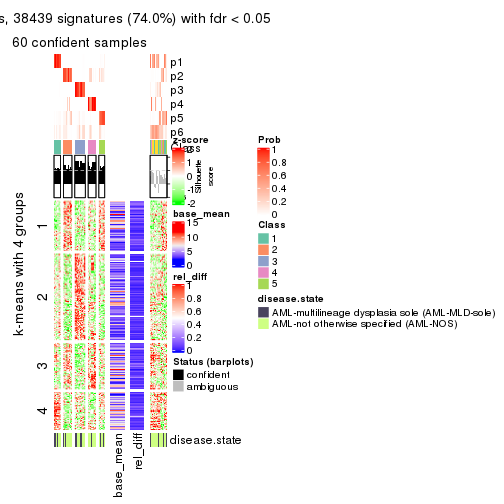 s, 38439 signatures (74.0%) with fdr < 0.05
60 confident samples
p1
p2
p3
p4
p5
p6
Class
Silhouette
score
k-means with 4 groups
1
2
3
4
base_mean
rel_diff
disease.state
z-score
2
1
0
-1
-2
base_mean
15
10
5
0
rel_diff
1
0.8
0.6
0.4
0.2
0
Status (barplots)
confident
ambiguous
Prob
1
0.8
0.6
0.4
0.2
0
Class
1
2
3
4
5
disease.state
AML-multilineage dysplasia sole (AML-MLD-sole)
AML-not otherwise specified (AML-NOS)